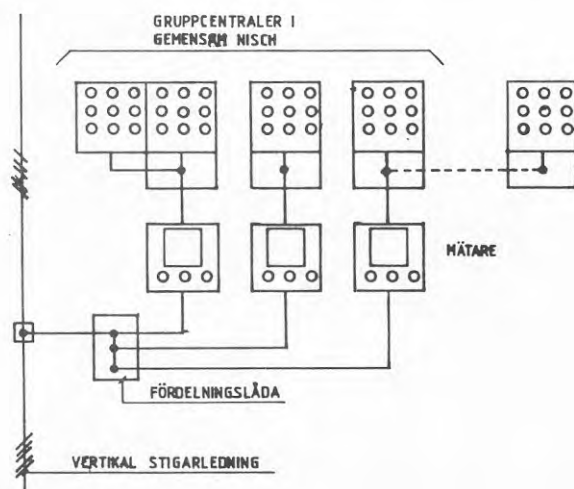 GRUPPCENTRALER I
GEMENSAM NISCH
MÄTARE
FÖRDELNINGSLÅDA
VERTIKAL STIGARLEDNING